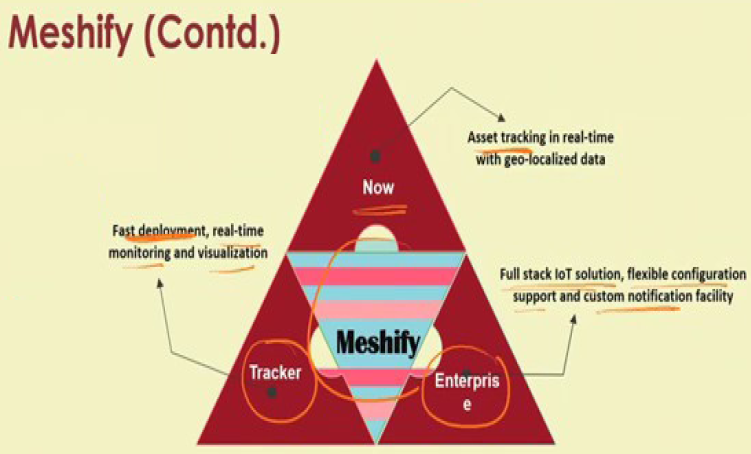 Meshify (Contd.)
Asset tracking in real-time
with geo-localized data
Now
Fast deployment, real-time
monitoring and visualization
Full stack IoT solution, flexible configuration
support and custom notification facility
Meshify
Tracker
Enterpris
e